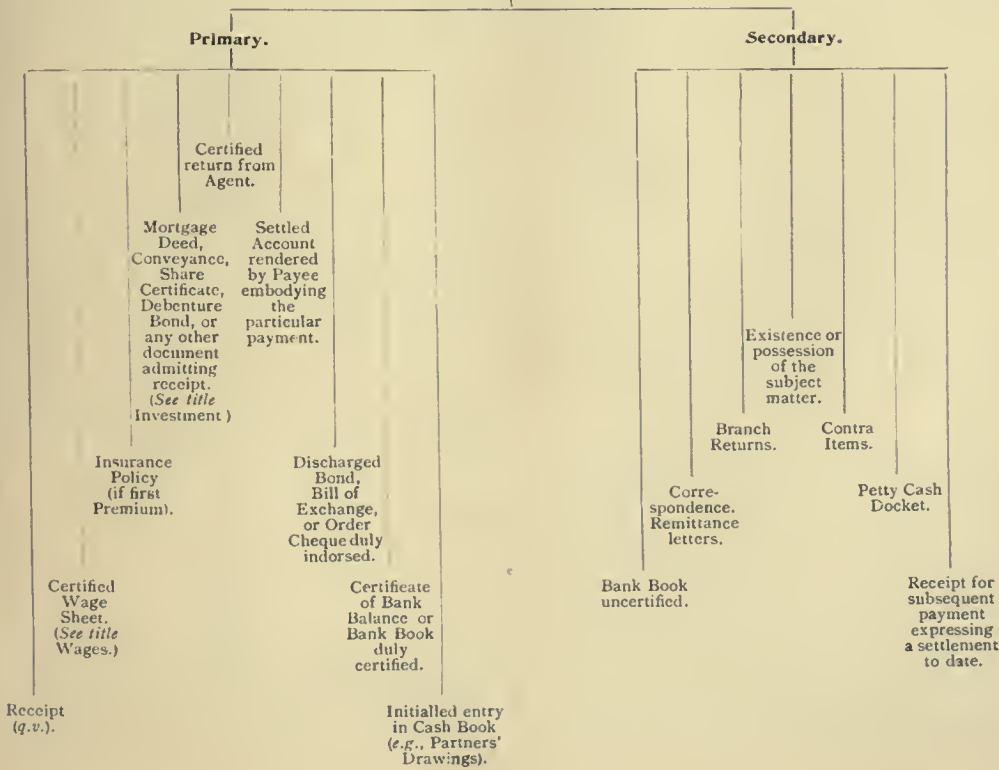 Primary.
Secondary.
Certified
return from
Agent.
Mortgage
Deed,
Conveyance,
Share
Certificate,
Debenture
Bond, or
any other
document
admitting
receipt.
(See title
Investment)
Settled
Account
rendered
by Payee
embodying
the
particular
payment.
Insurance
Policy
(if first
Premium).
Discharged
Bond,
Bill of
Exchange,
or Order
Cheque duly
indorsed.
Certified
Wage
Sheet.
(See title
Wages.)
Certificate
of Bank
Balance or
Bank Book
duly
certified.
Receipt
(q.v.).
Initialled entry
in Cash Book
(e.g., Partners'
Drawings).
Existence or
possession
of the
subject
matter.
Branch
Returns.
Contra
Items.
Corre-
spondence.
Remittance
letters.
Petty Cash
Docket.
Bank Book
uncertified.
Receipt for
subsequent
payment
expressing
a settlement
to date.